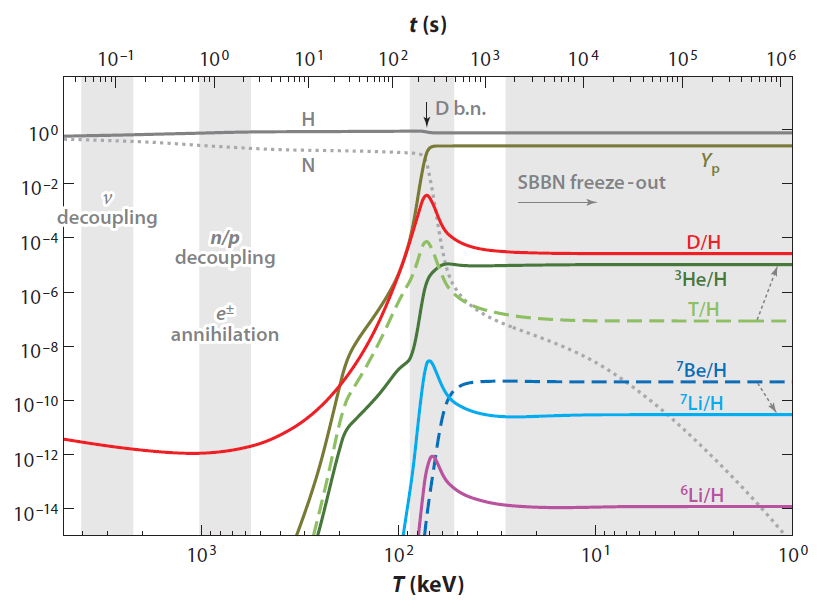 t (s)
10⁻¹ 10⁰ 10¹ 10² 10³ 10⁴ 10⁵ 10⁶
D b.n.
H
10⁰
N
Yₚ
10⁻²
SBBN freeze-out
ν
decoupling
10⁻⁴
n/p
decoupling
D/H
³He/H
10⁻⁶
e±
annihilation
T/H
10⁻⁸
⁷Be/H
10⁻¹⁰
⁷Li/H
10⁻¹²
⁶Li/H
10⁻¹⁴
10³ 10² 10¹ 10⁰
T (keV)